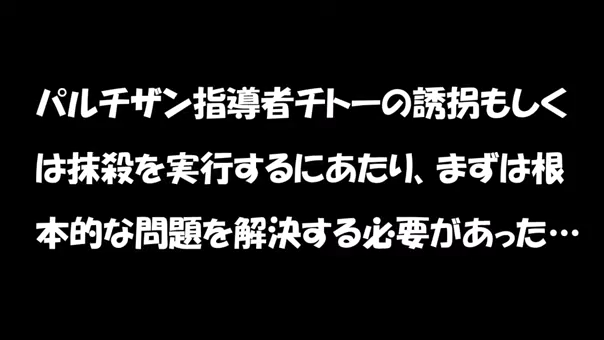 パルチザン指導者チトーの誘拐もしく
は抹殺を実行するにあたり、まずは根
本的な問題を解決する必要があった…